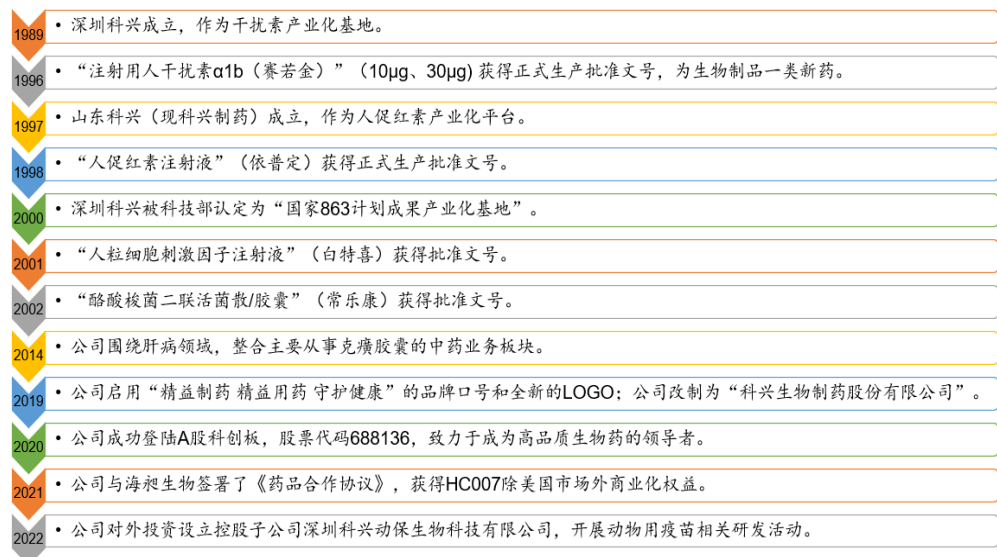 1989
• 深圳科兴成立，作为干扰素产业化基地。
1996
• “注射用人干扰素α1b（赛若金）”（10μg、30μg) 获得正式生产批准文号，为生物制品一类新药。
1997
• 山东科兴（现科兴制药）成立，作为人促红素产业化平台。
1998
• “人促红素注射液”（依普定）获得正式生产批准文号。
2000
• 深圳科兴被科技部认定为“国家863计划成果产业化基地”。
2001
• “人粒细胞刺激因子注射液”（白特喜）获得批准文号。
2002
• “酪酸梭菌二联活菌散/胶囊”（常乐康）获得批准文号。
2014
• 公司围绕肝病领域，整合主要从事克癀胶囊的中药业务板块。
2019
• 公司启用“精益制药 精益用药 守护健康”的品牌口号和全新的LOGO；公司改制为“科兴生物制药股份有限公司”。
2020
• 公司成功登陆A股科创板，股票代码688136，致力于成为高品质生物药的领导者。
2021
• 公司与海昶生物签署了《药品合作协议》，获得HC007除美国市场外商业化权益。
2022
• 公司对外投资设立控股子公司深圳科兴动保生物科技有限公司，开展动物用疫苗相关研发活动。